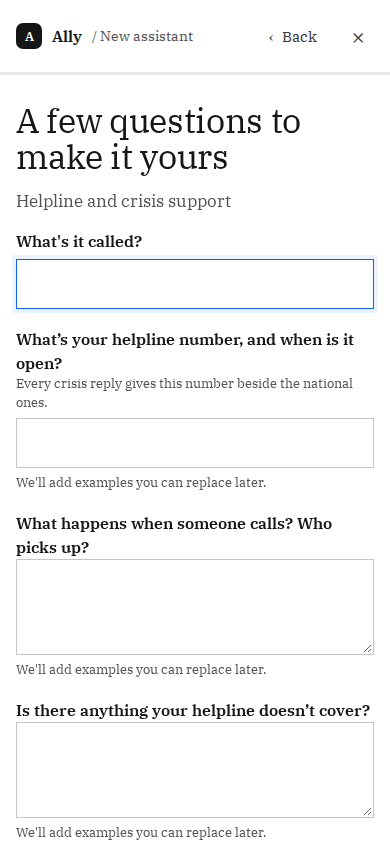 A Ally / New assistant ‹ Back ×
A few questions to
make it yours
Helpline and crisis support
What's it called?
What’s your helpline number, and when is it
open?
Every crisis reply gives this number beside the national
ones.
We'll add examples you can replace later.
What happens when someone calls? Who
picks up?
We'll add examples you can replace later.
Is there anything your helpline doesn’t cover?
We'll add examples you can replace later.